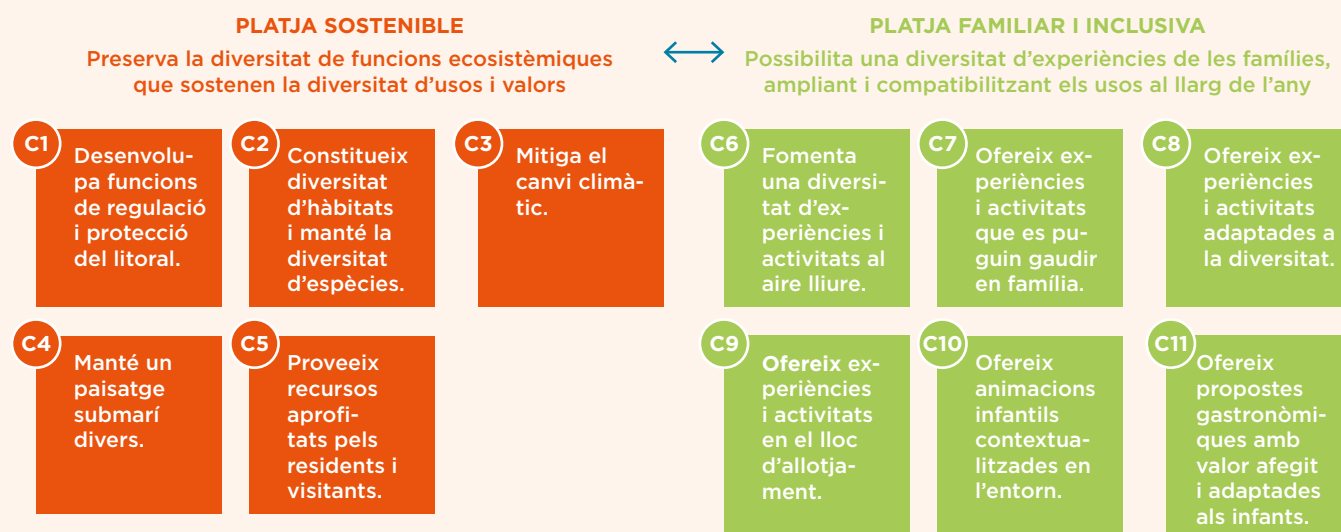 PLATJA SOSTENIBLE
Preserva la diversitat de funcions ecosistèmiques
que sostenen la diversitat d'usos i valors
PLATJA FAMILIAR I INCLUSIVA
Possibilita una diversitat d'experiències de les famílies,
ampliant i compatibilitzant els usos al llarg de l'any
C1
Desenvolu-
pa funcions
de regulació
i protecció
del litoral.
C2
Constitueix
diversitat
d'hàbitats
i manté la
diversitat
d'espècies.
C3
Mitiga el
canvi climà-
tic.
C4
Manté un
paisatge
submarí
divers.
C5
Proveeix
recursos
aprofi-
tats pels
residents i
visitants.
C6
Fomenta
una diversi-
tat d'ex-
periències i
activitats al
aire lliure.
C7
Ofereix ex-
periències
i activitats
que es pu-
guin gaudir
en família.
C8
Ofereix ex-
periències
i activitats
adaptades a
la diversitat.
C9
Ofereix ex-
periències
i activitats
en el lloc
d'allotja-
ment.
C10
Ofereix
animacions
infantils
contextua-
litzades en
l'entorn.
C11
Ofereix
propostes
gastronòmi-
ques amb
valor afegit
i adaptades
als infants.